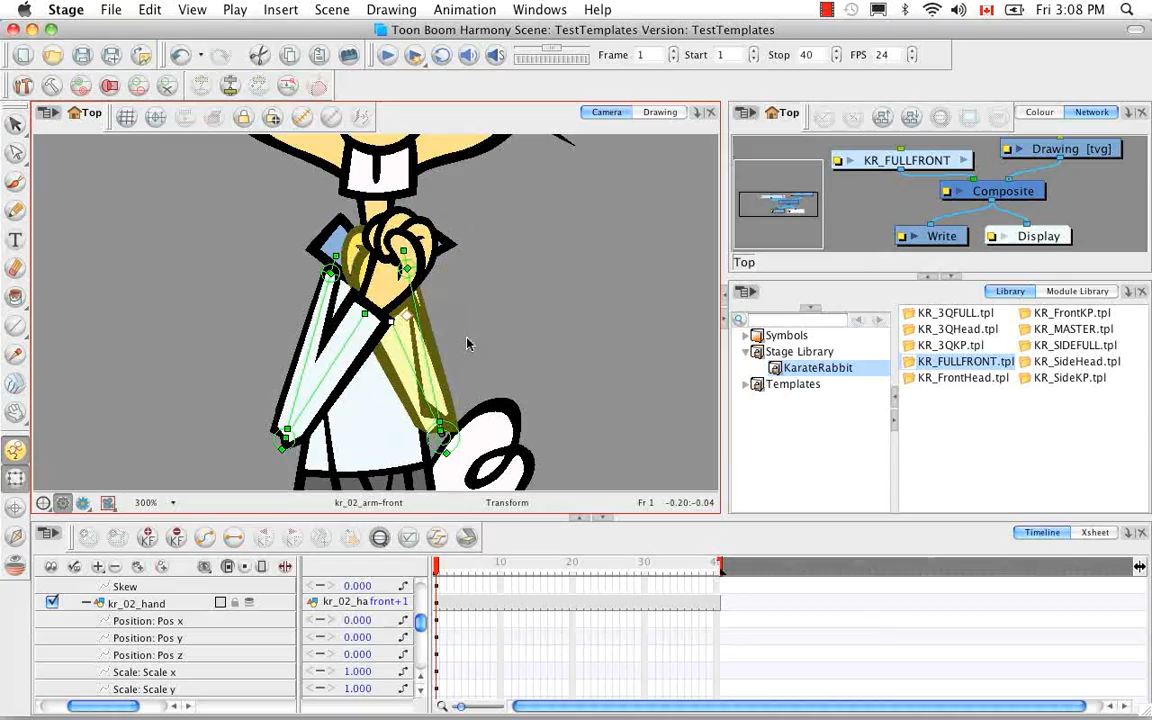 Stage File Edit View Play Insert Scene Drawing Animation Windows Help Fri 3:08 PM
Toon Boom Harmony Scene: TestTemplates Version: TestTemplates
Frame 1 Start 1 Stop 40 FPS 24
Top Camera Drawing
Top Colour Network
KR_FULLFRONT Drawing [tvg]
Composite
Write Display
Top
Library Module Library
Symbols
Stage Library
KarateRabbit
Templates
KR_3QFULL.tpl KR_FrontKP.tpl
KR_3QHead.tpl KR_MASTER.tpl
KR_3QKP.tpl KR_SIDEFULL.tpl
KR_FULLFRONT.tpl KR_SideHead.tpl
KR_FrontHead.tpl KR_SideKP.tpl
300% kr_02_arm-front Transform Fr 1 -0.20:-0.04
Timeline Xsheet
10 20 30 4
Skew 0.000
kr_02_hand kr_02_ha front+1
Position: Pos x 0.000
Position: Pos y 0.000
Position: Pos z 0.000
Scale: Scale x 1.000
Scale: Scale y 1.000